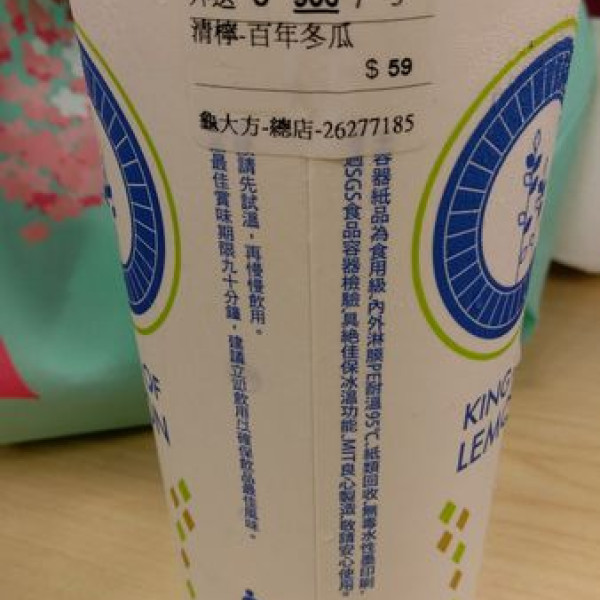 清檸-百年冬瓜
$ 59
龜大方-總店-26277185
容器紙品為食用級,內外淋膜PE耐溫95℃,紙類回收,無毒水性墨印刷,
SGS食品容器檢驗,具絕佳保冰溫功能,MIT良心製造,敬請安心使用。
請先試溫，再慢慢飲用。
最佳賞味期限九十分鐘，建議立即飲用以確保飲品最佳風味。
OF
KING